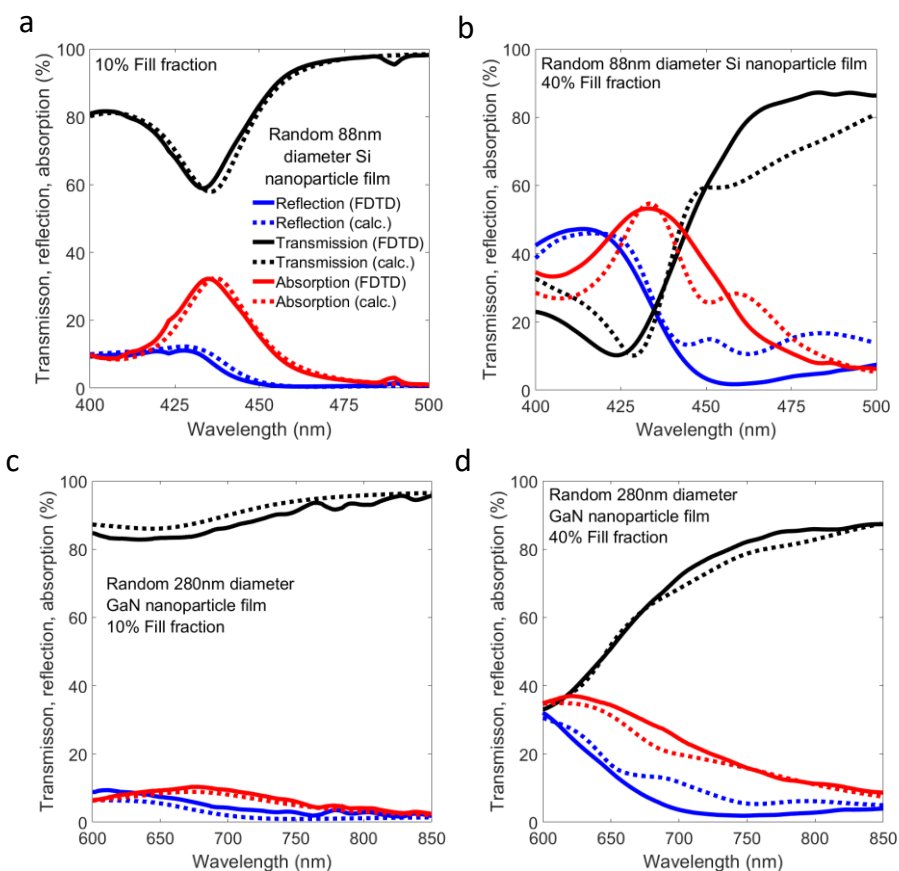 a
100
80
60
40
20
0
Transmisson, reflection, absorption (%)
10% Fill fraction
Random 88nm
diameter Si
nanoparticle film
Reflection (FDTD)
Reflection (calc.)
Transmission (FDTD)
Transmission (calc.)
Absorption (FDTD)
Absorption (calc.)
400 425 450 475 500
Wavelength (nm)
b
100
80
60
40
20
0
Transmisson, reflection, absorption (%)
Random 88nm diameter Si nanoparticle film
40% Fill fraction
400 425 450 475 500
Wavelength (nm)
c
100
80
60
40
20
0
Transmisson, reflection, absorption (%)
Random 280nm diameter
GaN nanoparticle film
10% Fill fraction
600 650 700 750 800 850
Wavelength (nm)
d
100
80
60
40
20
0
Transmisson, reflection, absorption (%)
Random 280nm diameter
GaN nanoparticle film
40% Fill fraction
600 650 700 750 800 850
Wavelength (nm)